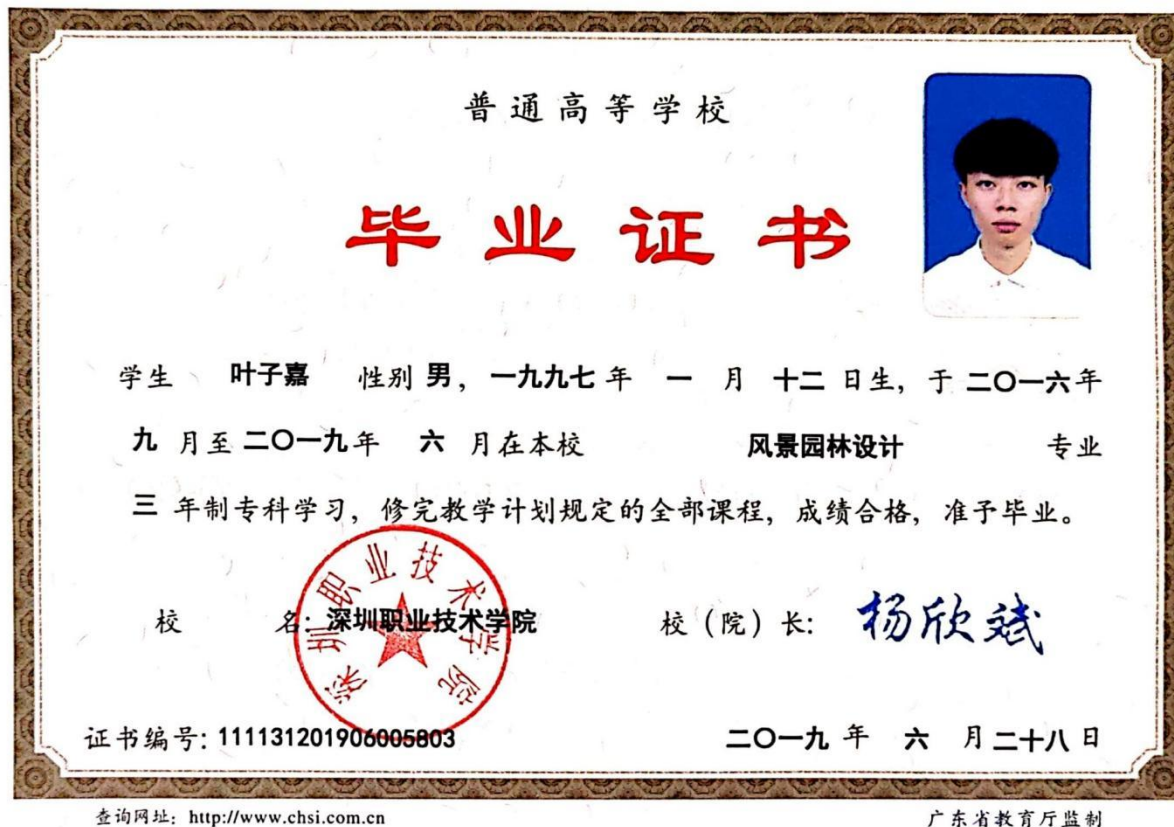 普通高等学校
毕业证书
学生 叶子嘉 性别 男，一九九七 年 一 月 十二 日生，于 二〇一六 年
九 月至 二〇一九 年 六 月在本校 风景园林设计 专业
三 年制专科学习，修完教学计划规定的全部课程，成绩合格，准予毕业。
深圳职业技术学院
校 名：深圳职业技术学院 校（院）长：杨欣斌
证书编号：111131201906005803 二〇一九 年 六 月 二十八 日
查询网址：http://www.chsi.com.cn 广东省教育厅监制